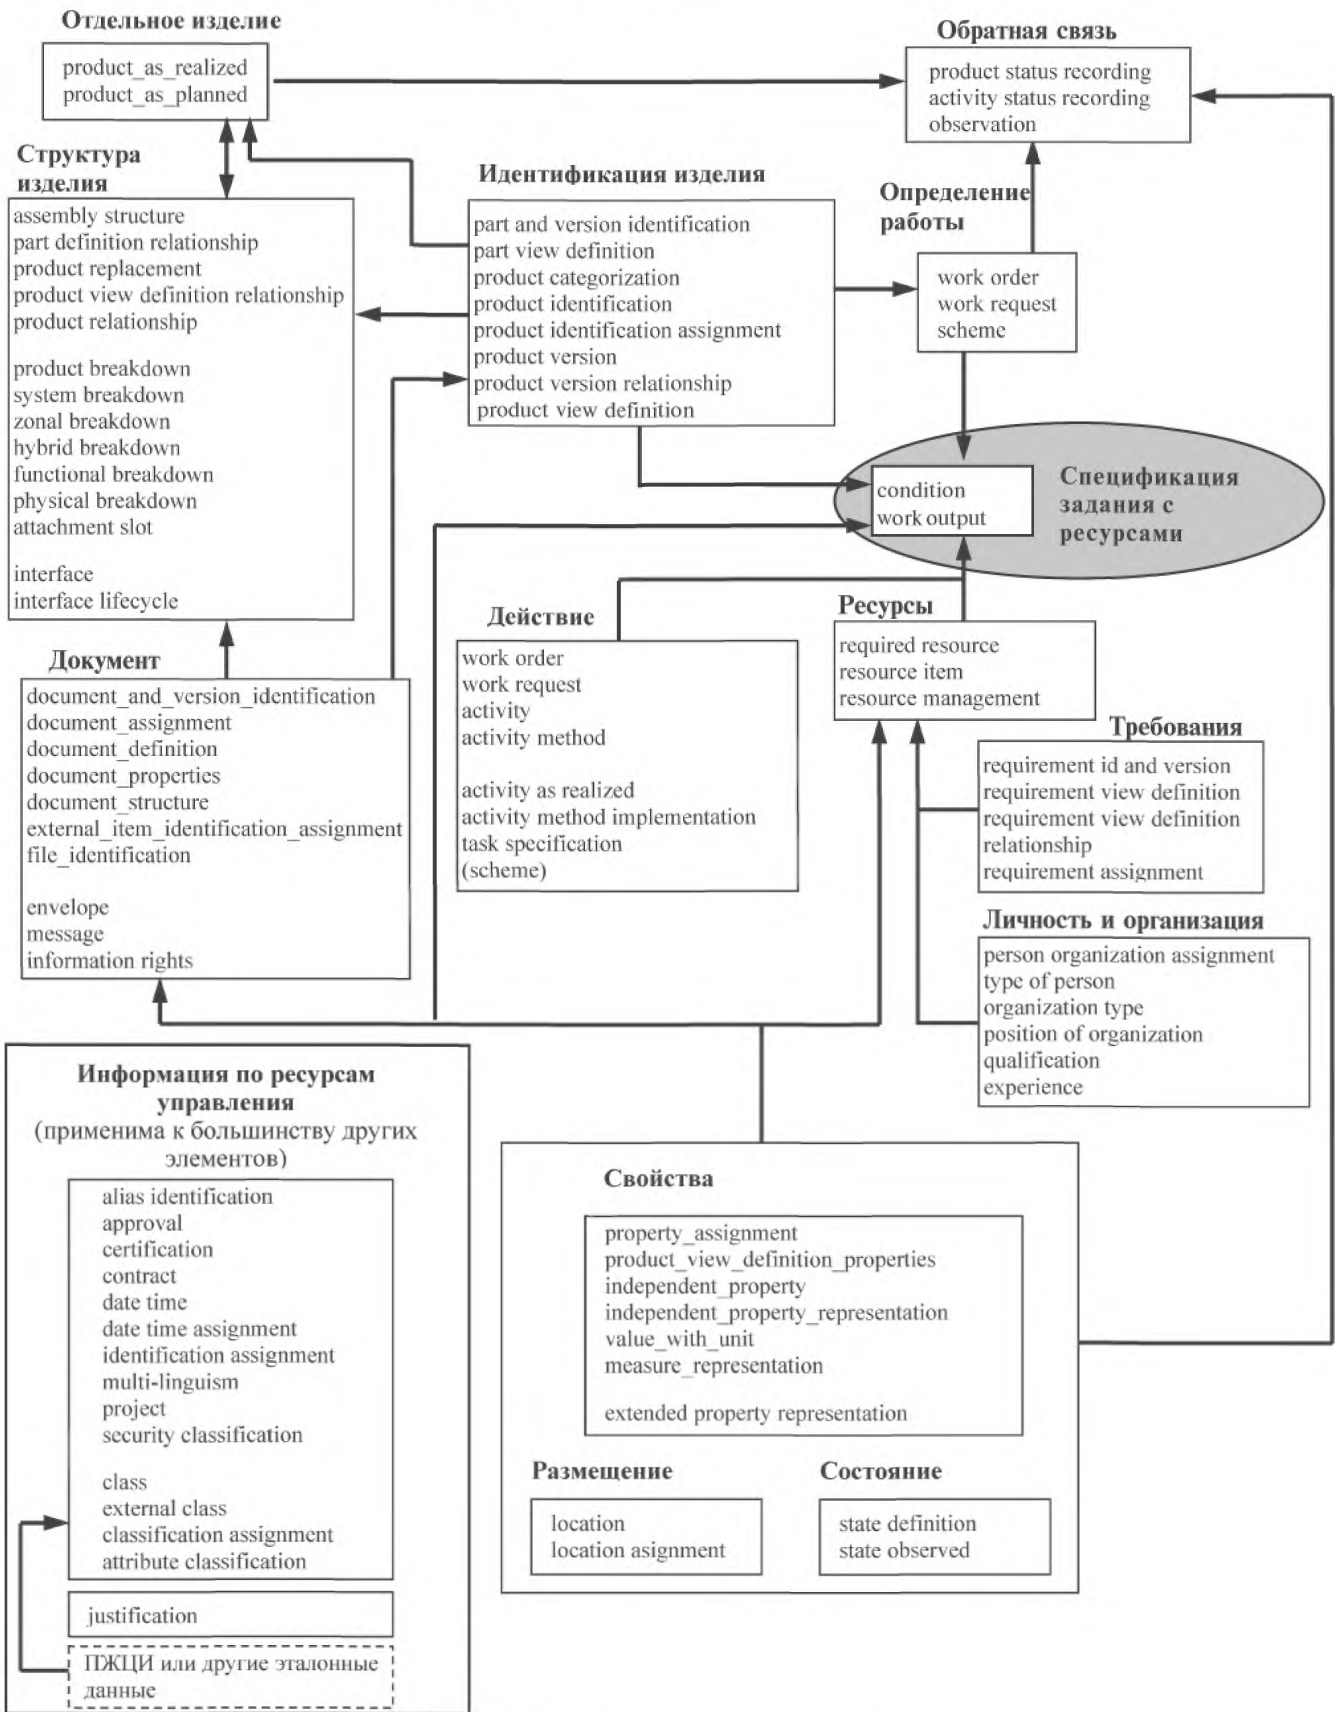 Отдельное изделие
product_as_realized
product_as_planned
Обратная связь
product status recording
activity status recording
observation
Структура
изделия
assembly structure
part definition relationship
product replacement
product view definition relationship
product relationship
product breakdown
system breakdown
zonal breakdown
hybrid breakdown
functional breakdown
physical breakdown
attachment slot
interface
interface lifecycle
Идентификация изделия
part and version identification
part view definition
product categorization
product identification
product identification assignment
product version
product version relationship
product view definition
Определение
работы
work order
work request
scheme
condition
work output
Спецификация
задания с
ресурсами
Документ
document_and_version_identification
document_assignment
document_definition
document_properties
document_structure
external_item_identification_assignment
file_identification
envelope
message
information rights
Действие
work order
work request
activity
activity method
activity as realized
activity method implementation
task specification
(scheme)
Ресурсы
required resource
resource item
resource management
Требования
requirement id and version
requirement view definition
requirement view definition
relationship
requirement assignment
Личность и организация
person organization assignment
type of person
organization type
position of organization
qualification
experience
Информация по ресурсам
управления
(применима к большинству других
элементов)
alias identification
approval
certification
contract
date time
date time assignment
identification assignment
multi-linguism
project
security classification
class
external class
classification assignment
attribute classification
justification
ПЖЦИ или другие эталонные
данные
Свойства
property_assignment
product_view_definition_properties
independent_property
independent_property_representation
value_with_unit
measure_representation
extended property representation
Размещение
location
location asignment
Состояние
state definition
state observed